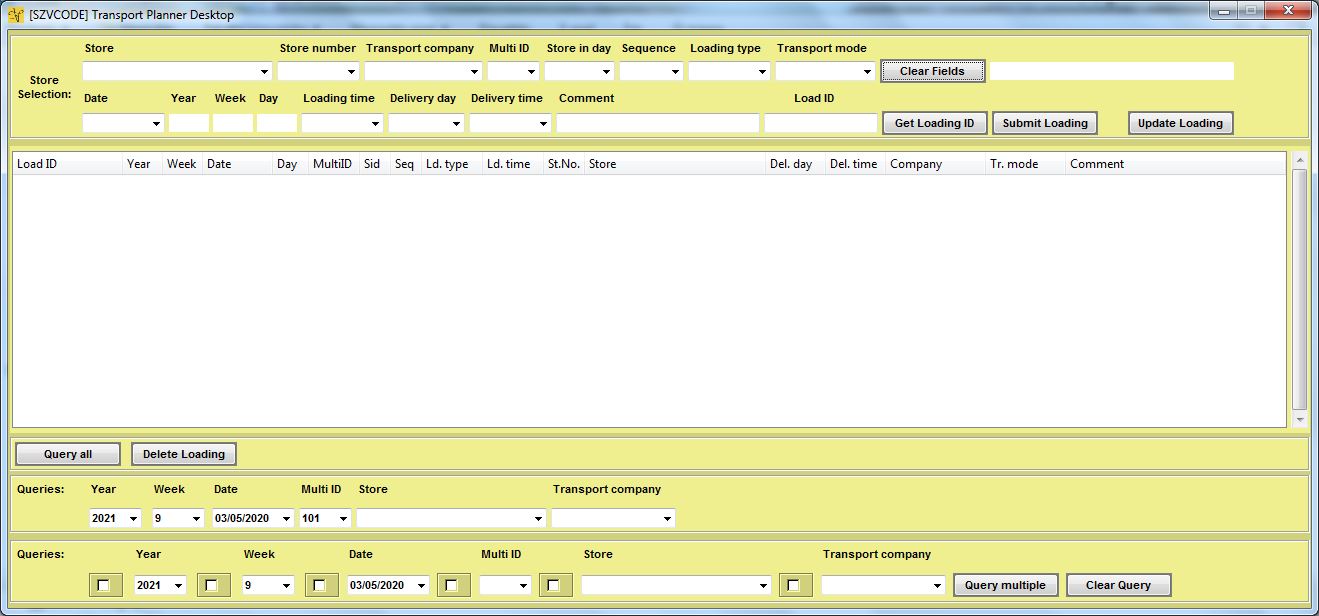 [SZVCODE] Transport Planner Desktop
Store Store number Transport company Multi ID Store in day Sequence Loading type Transport mode
Store Selection:
Clear Fields
Date Year Week Day Loading time Delivery day Delivery time Comment Load ID
Get Loading ID Submit Loading Update Loading
Load ID Year Week Date Day MultiID Sid Seq Ld. type Ld. time St.No. Store Del. day Del. time Company Tr. mode Comment
Query all Delete Loading
Queries: Year Week Date Multi ID Store Transport company
2021 9 03/05/2020 101
Queries: Year Week Date Multi ID Store Transport company
2021 9 03/05/2020 Query multiple Clear Query